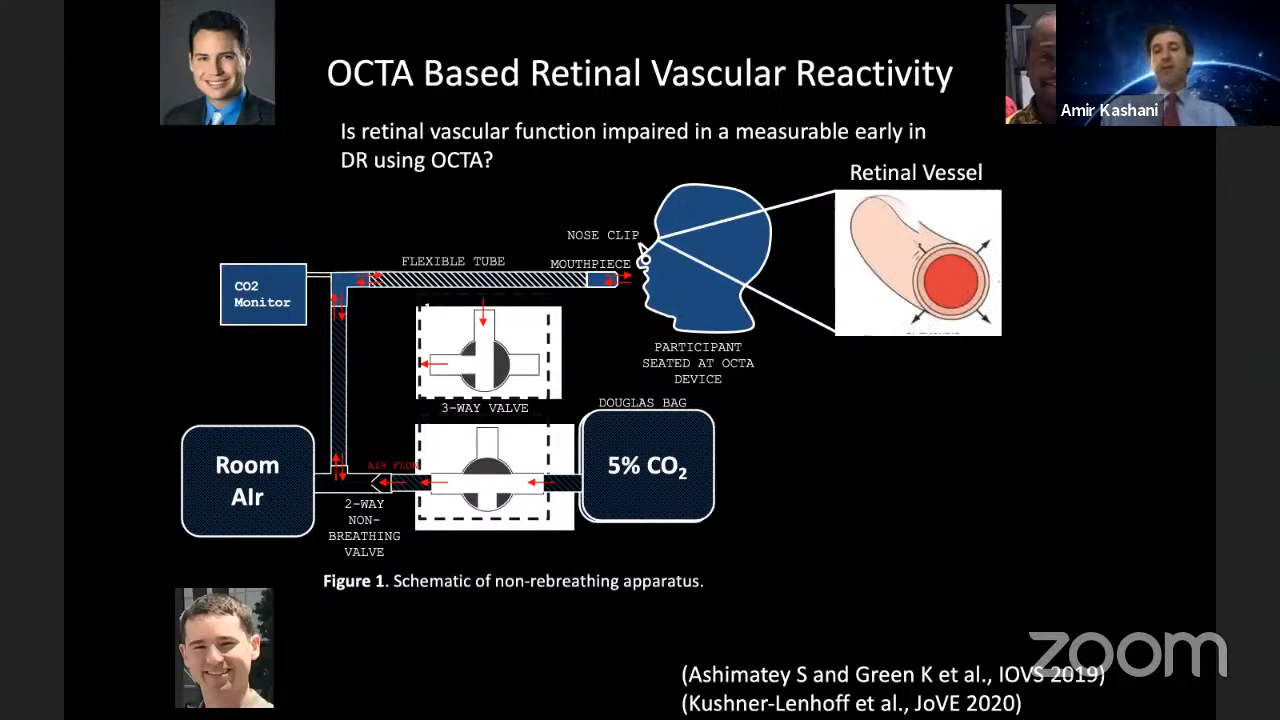 OCTA Based Retinal Vascular Reactivity
Amir Kashani
Is retinal vascular function impaired in a measurable early in
DR using OCTA?
Retinal Vessel
NOSE CLIP
FLEXIBLE TUBE
MOUTHPIECE
CO2
Monitor
PARTICIPANT
SEATED AT OCTA
DEVICE
3-WAY VALVE
DOUGLAS BAG
Room
AIr
AIR FLOW
5% CO₂
2-WAY
NON-
BREATHING
VALVE
Figure 1. Schematic of non-rebreathing apparatus.
zoom
(Ashimatey S and Green K et al., IOVS 2019)
(Kushner-Lenhoff et al., JoVE 2020)